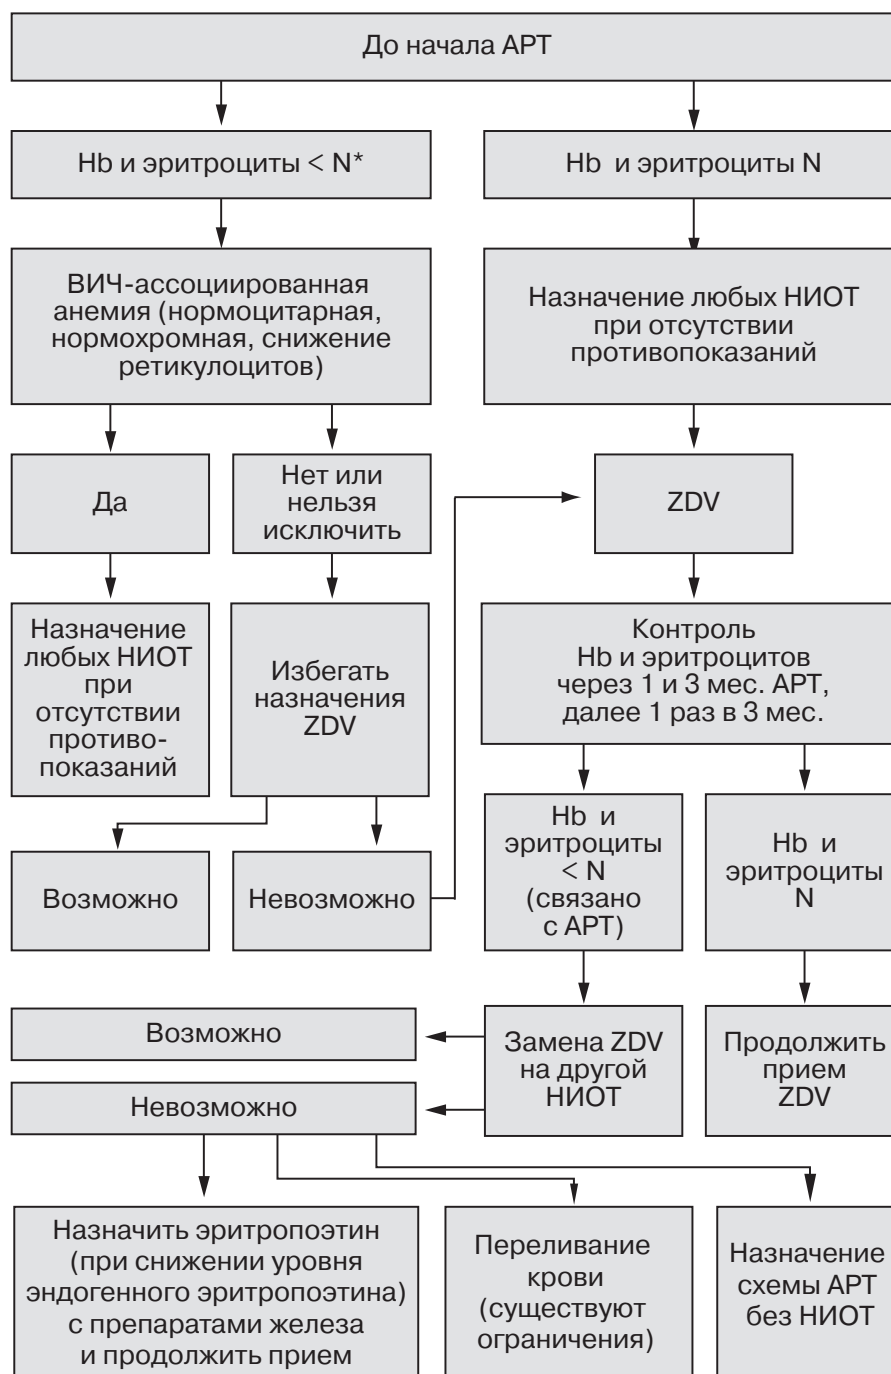 До начала АРТ
Hb и эритроциты < N*
Hb и эритроциты N
ВИЧ-ассоциированная
анемия (нормоцитарная,
нормохромная, снижение
ретикулоцитов)
Назначение любых НИОТ
при отсутствии
противопоказаний
Да
Нет или
нельзя
исключить
ZDV
Назначение
любых НИОТ
при
отсутствии
противо-
показаний
Избегать
назначения
ZDV
Контроль
Hb и эритроцитов
через 1 и 3 мес. АРТ,
далее 1 раз в 3 мес.
Возможно
Невозможно
Hb и
эритроциты
< N
(связано
с АРТ)
Hb и
эритроциты
N
Возможно
Невозможно
Замена ZDV
на другой
НИОТ
Продолжить
прием
ZDV
Назначить эритропоэтин
(при снижении уровня
эндогенного эритропоэтина)
с препаратами железа
и продолжить прием
Переливание
крови
(существуют
ограничения)
Назначение
схемы АРТ
без НИОТ